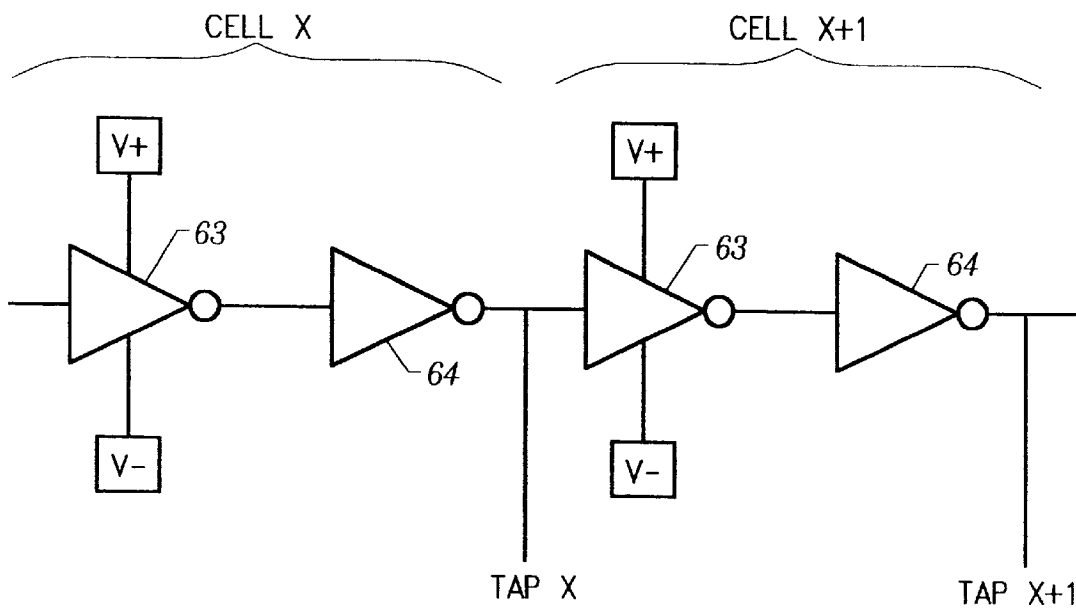 CELL X
CELL X+1
V+
V+
63
63
64
64
V-
V-
TAP X
TAP X+1